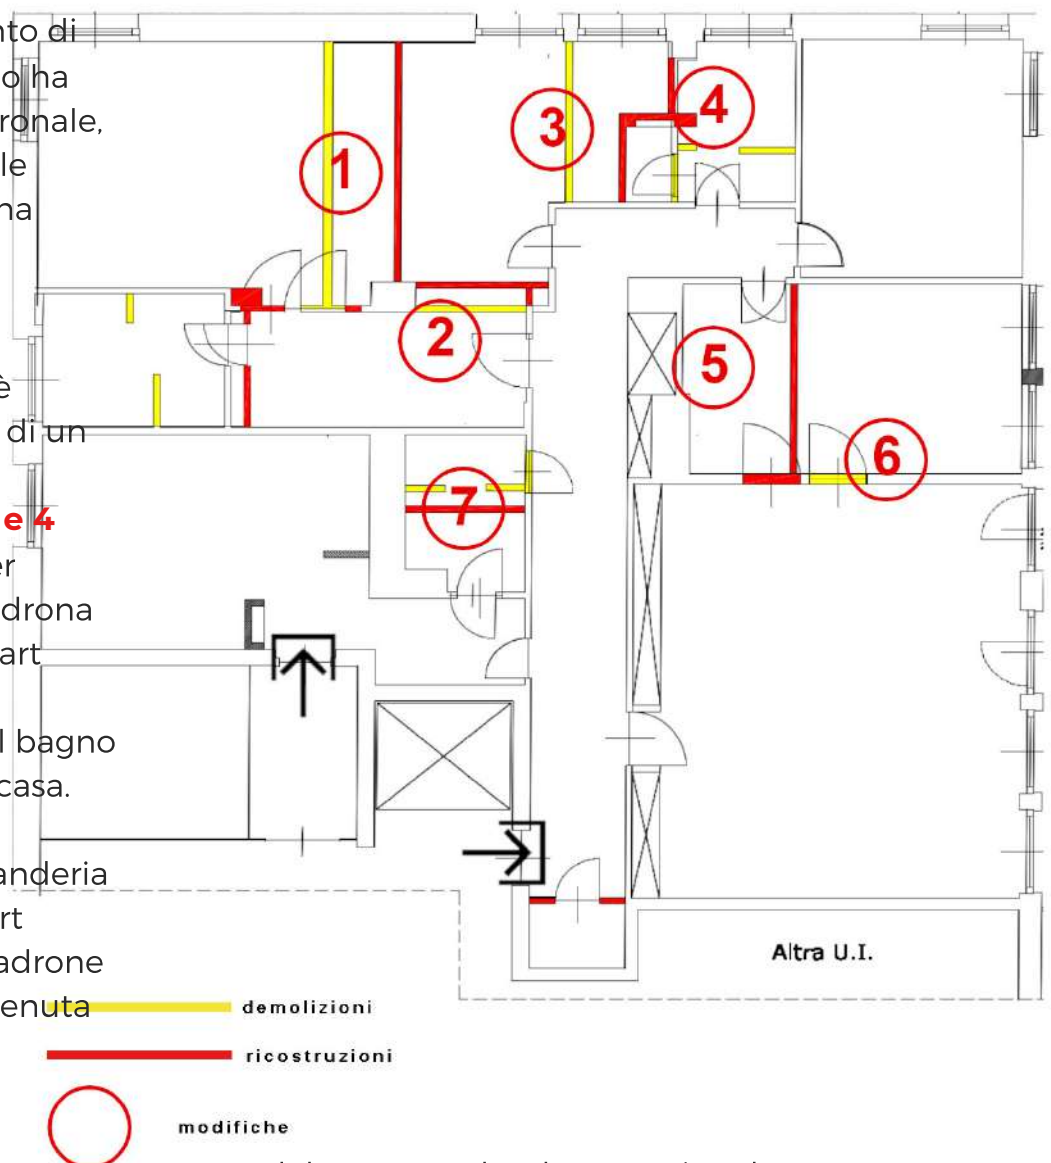 nto di
o ha
ronale,
le
na
è
di un
e 4
er
drona
art
l bagno
casa.
anderia
rt
adrone
enuta
1
3
4
2
5
6
7
Altra U.I.
demolizioni
ricostruzioni
modifiche